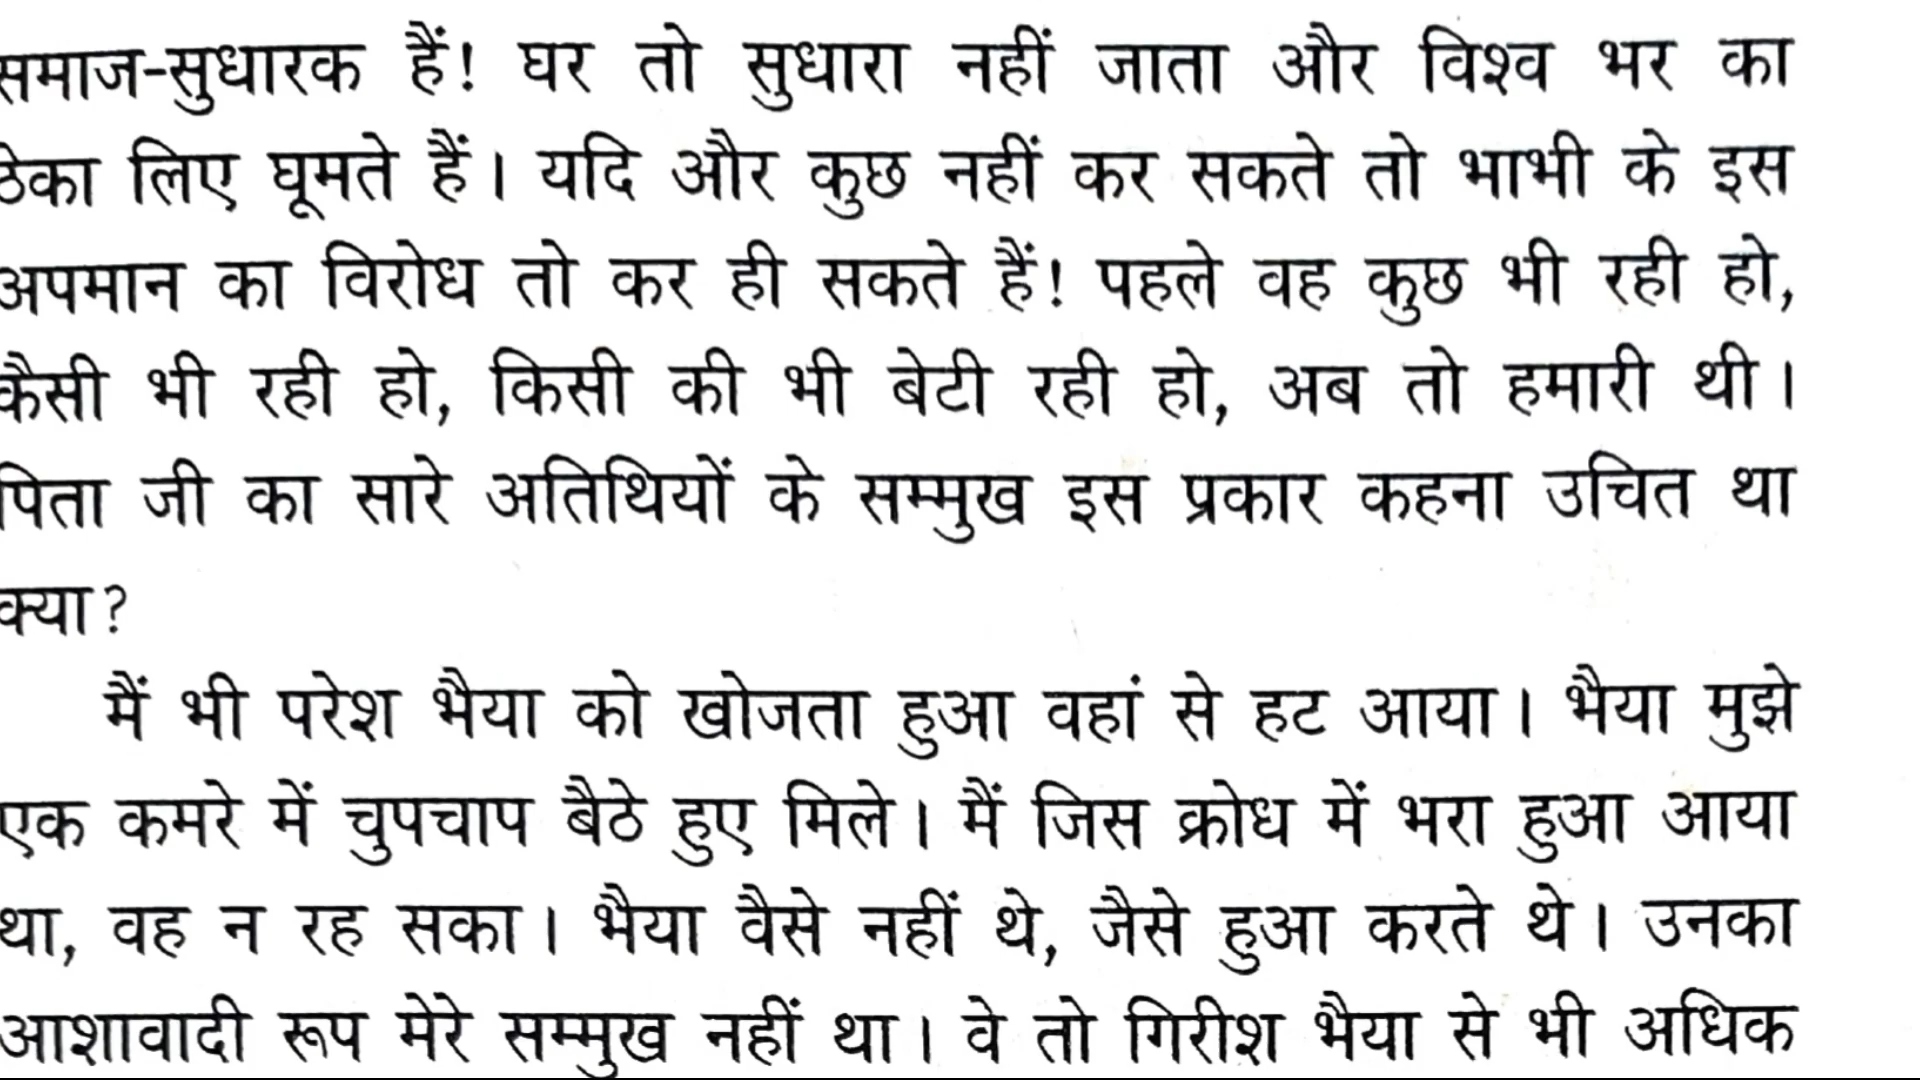 समाज-सुधारक हैं! घर तो सुधारा नहीं जाता और विश्व भर का
ठेका लिए घूमते हैं। यदि और कुछ नहीं कर सकते तो भाभी के इस
अपमान का विरोध तो कर ही सकते हैं! पहले वह कुछ भी रही हो,
कैसी भी रही हो, किसी की भी बेटी रही हो, अब तो हमारी थी।
पिता जी का सारे अतिथियों के सम्मुख इस प्रकार कहना उचित था
क्या?
मैं भी परेश भैया को खोजता हुआ वहां से हट आया। भैया मुझे
एक कमरे में चुपचाप बैठे हुए मिले। मैं जिस क्रोध में भरा हुआ आया
था, वह न रह सका। भैया वैसे नहीं थे, जैसे हुआ करते थे। उनका
आशावादी रूप मेरे सम्मुख नहीं था। वे तो गिरीश भैया से भी अधिक